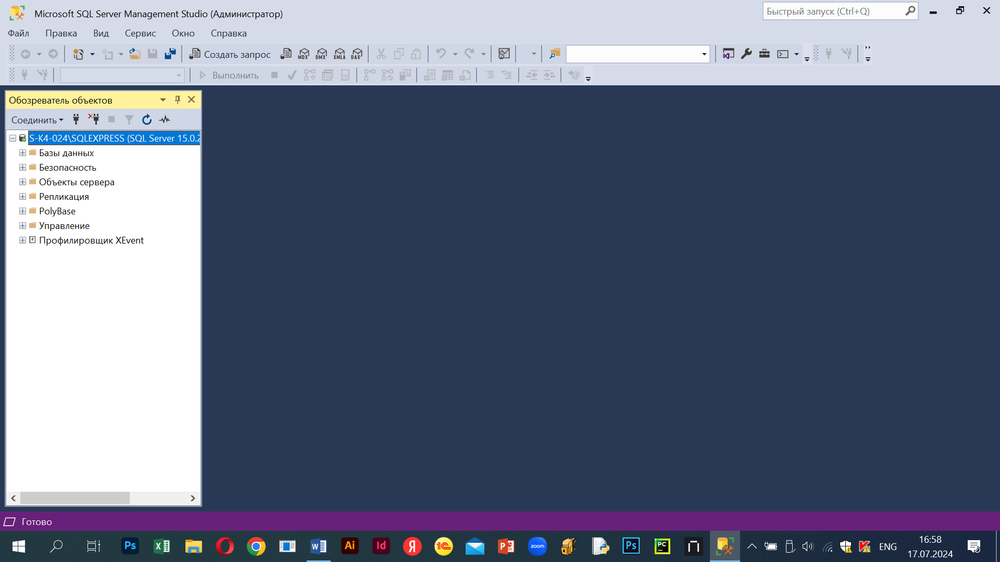 Microsoft SQL Server Management Studio (Администратор)
Быстрый запуск (Ctrl+Q)
Файл Правка Вид Сервис Окно Справка
Создать запрос MDX DMX XMLA DAX
Выполнить
Обозреватель объектов
Соединить
S-K4-024\SQLEXPRESS (SQL Server 15.0.2
Базы данных
Безопасность
Объекты сервера
Репликация
PolyBase
Управление
Профилировщик XEvent
Готово
Ps X Ai Id Я 1C P zoom Ps PC ENG
W
16:58
17.07.2024